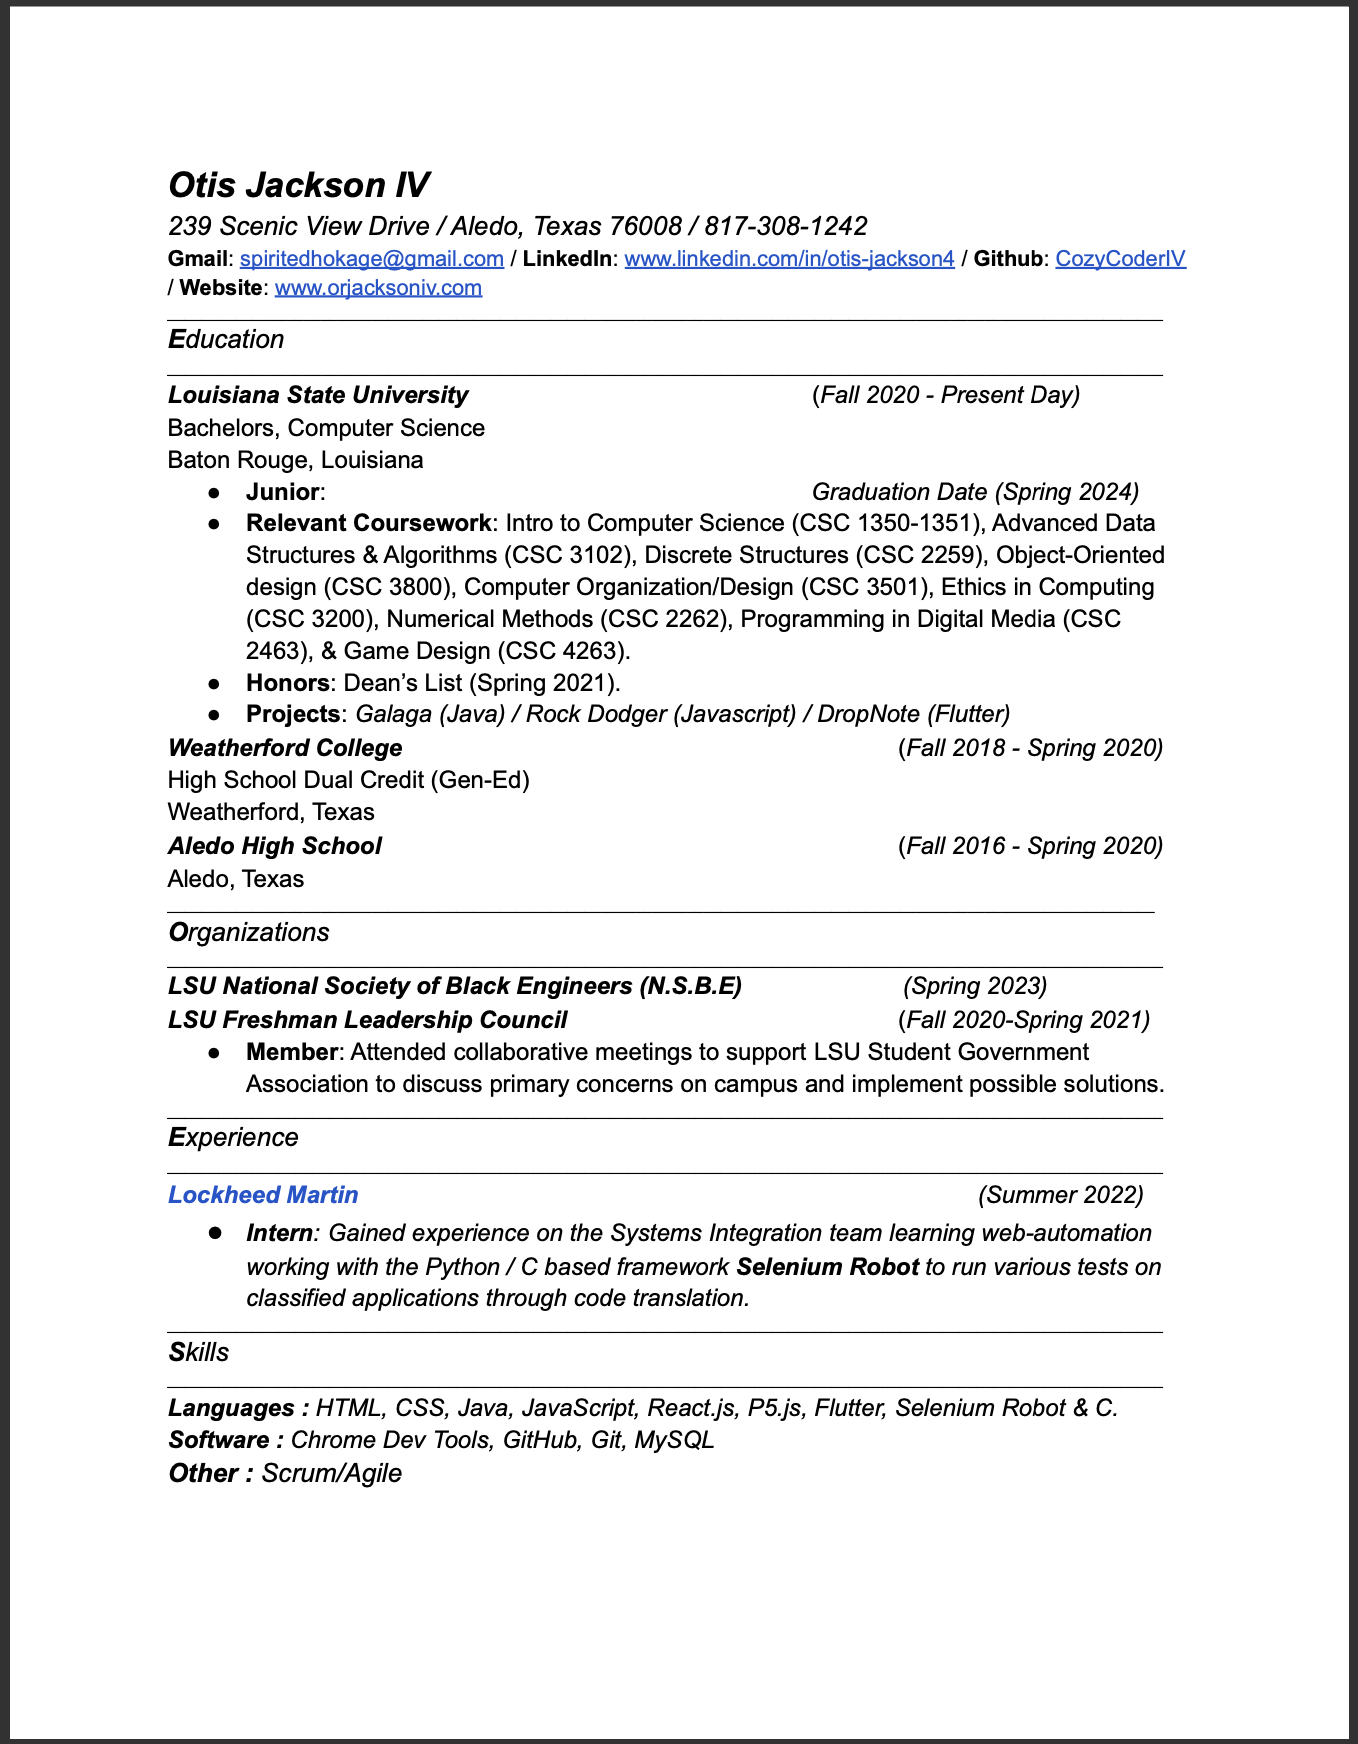 Otis Jackson IV
239 Scenic View Drive / Aledo, Texas 76008 / 817-308-1242
Gmail: spiritedhokage@gmail.com / LinkedIn: www.linkedin.com/in/otis-jackson4 / Github: CozyCoderIV
/ Website: www.orjacksoniv.com
Education
Louisiana State University (Fall 2020 - Present Day)
Bachelors, Computer Science
Baton Rouge, Louisiana
● Junior: Graduation Date (Spring 2024)
● Relevant Coursework: Intro to Computer Science (CSC 1350-1351), Advanced Data
Structures & Algorithms (CSC 3102), Discrete Structures (CSC 2259), Object-Oriented
design (CSC 3800), Computer Organization/Design (CSC 3501), Ethics in Computing
(CSC 3200), Numerical Methods (CSC 2262), Programming in Digital Media (CSC
2463), & Game Design (CSC 4263).
● Honors: Dean’s List (Spring 2021).
● Projects: Galaga (Java) / Rock Dodger (Javascript) / DropNote (Flutter)
Weatherford College (Fall 2018 - Spring 2020)
High School Dual Credit (Gen-Ed)
Weatherford, Texas
Aledo High School (Fall 2016 - Spring 2020)
Aledo, Texas
Organizations
LSU National Society of Black Engineers (N.S.B.E) (Spring 2023)
LSU Freshman Leadership Council (Fall 2020-Spring 2021)
● Member: Attended collaborative meetings to support LSU Student Government
Association to discuss primary concerns on campus and implement possible solutions.
Experience
Lockheed Martin (Summer 2022)
● Intern: Gained experience on the Systems Integration team learning web-automation
working with the Python / C based framework Selenium Robot to run various tests on
classified applications through code translation.
Skills
Languages : HTML, CSS, Java, JavaScript, React.js, P5.js, Flutter, Selenium Robot & C.
Software : Chrome Dev Tools, GitHub, Git, MySQL
Other : Scrum/Agile